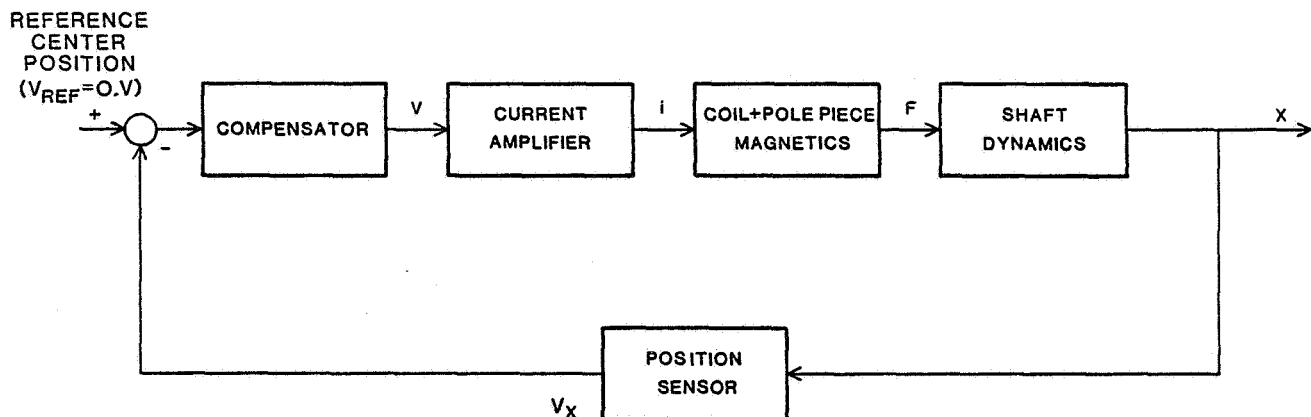 REFERENCE
CENTER
POSITION
(VREF=O.V)
+
-
COMPENSATOR
V
CURRENT
AMPLIFIER
i
COIL+POLE PIECE
MAGNETICS
F
SHAFT
DYNAMICS
X
POSITION
SENSOR
VX